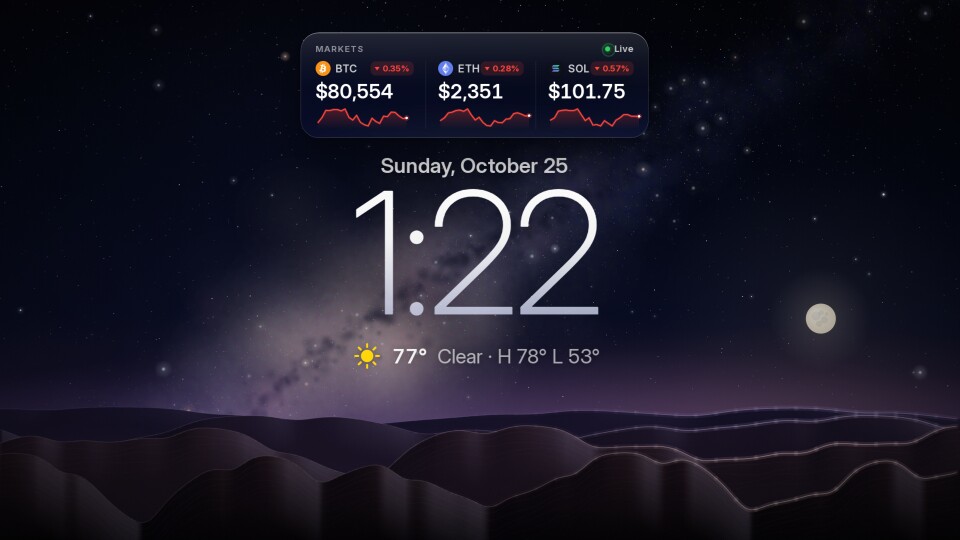 MARKETS Live
BTC ▼ 0.35% ETH ▼ 0.28% SOL ▼ 0.57%
$80,554 $2,351 $101.75
Sunday, October 25
1:22
77° Clear · H 78° L 53°